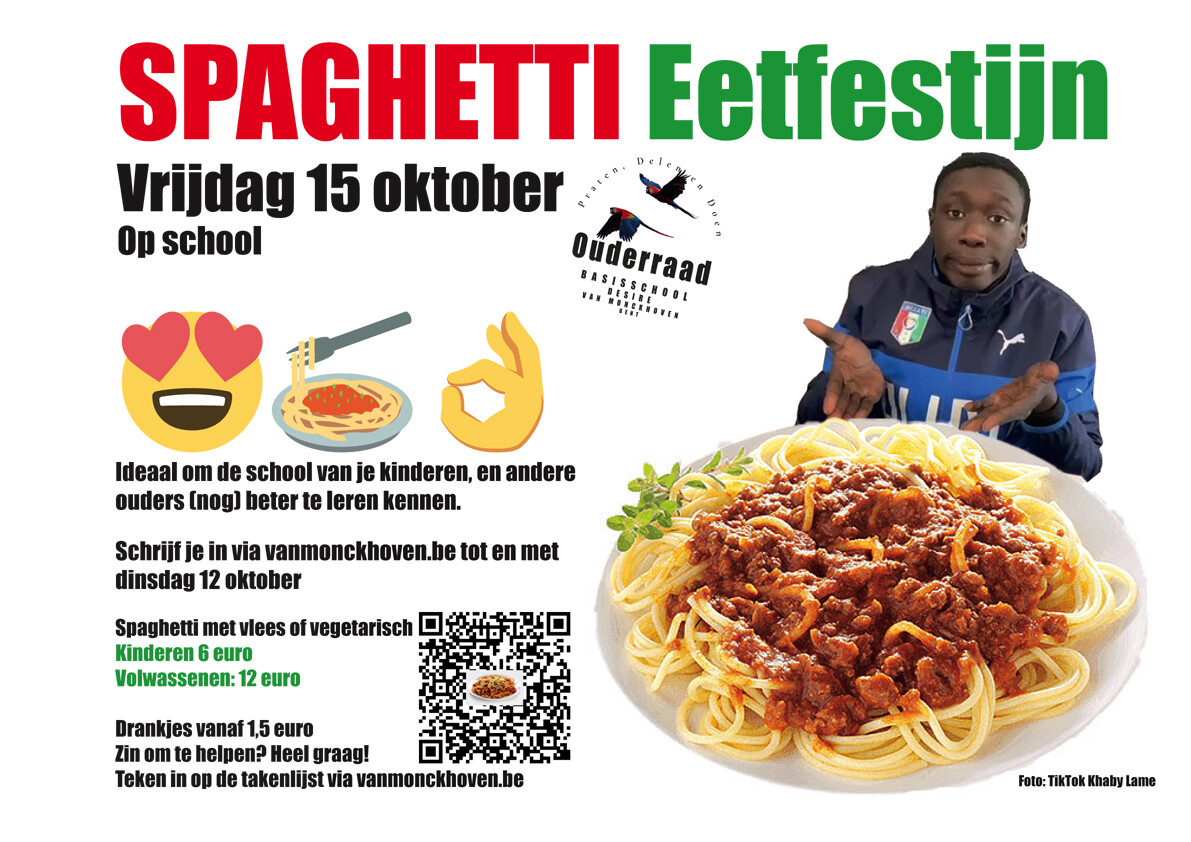 SPAGHETTI Eetfestijn
Vrijdag 15 oktober
Op school
Praten, Delen en Doen
Ouderraad
BASISSCHOOL
DESIRE
VAN MONCKHOVEN
GENT
Ideaal om de school van je kinderen, en andere
ouders (nog) beter te leren kennen.
Schrijf je in via vanmonckhoven.be tot en met
dinsdag 12 oktober
Spaghetti met vlees of vegetarisch
Kinderen 6 euro
Volwassenen: 12 euro
Drankjes vanaf 1,5 euro
Zin om te helpen? Heel graag!
Teken in op de takenlijst via vanmonckhoven.be
Foto: TikTok Khaby Lame